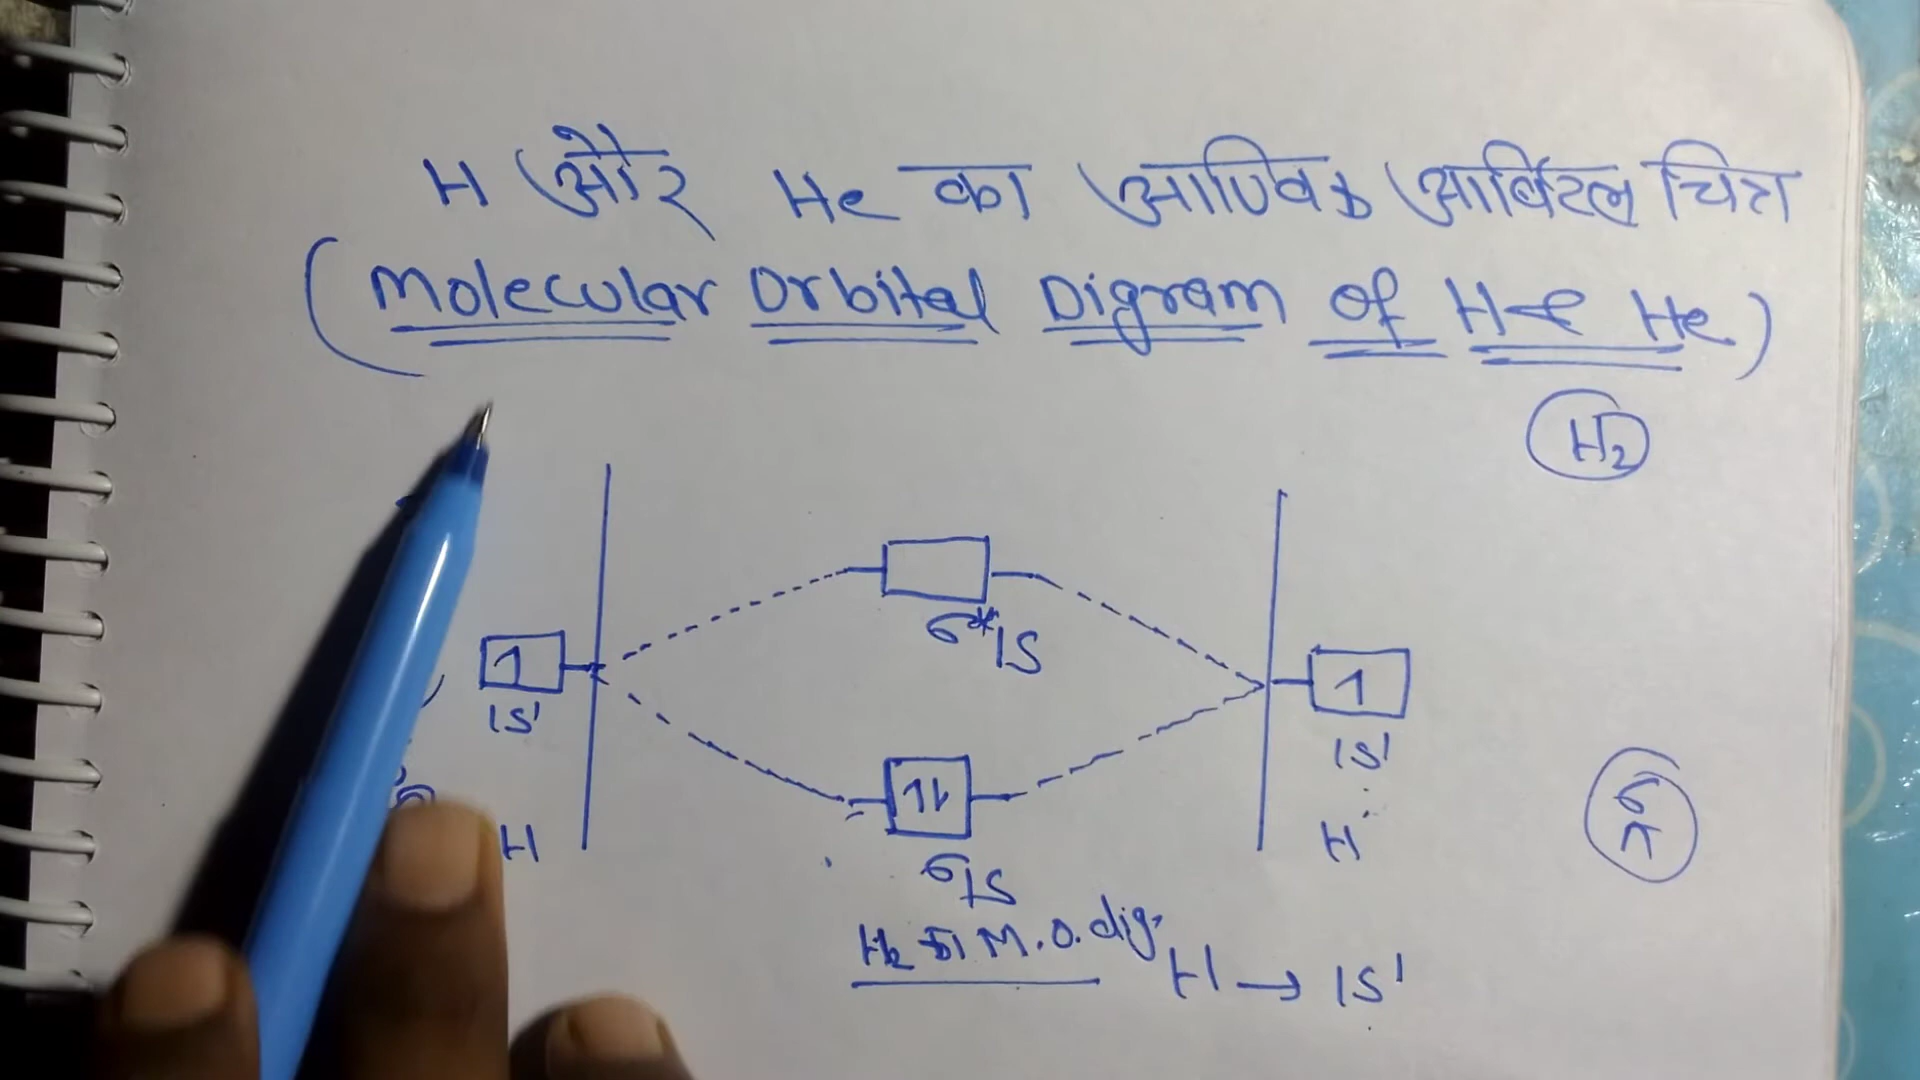 H और He का आण्विक आर्बिटल चित्र
(Molecular Orbital Digram of H & He)
H2
σ*1S
1
1S1
1
1S1
1⇂
σ1S
H
H
σ
π
H2 का M.O. dig.
H → 1S1